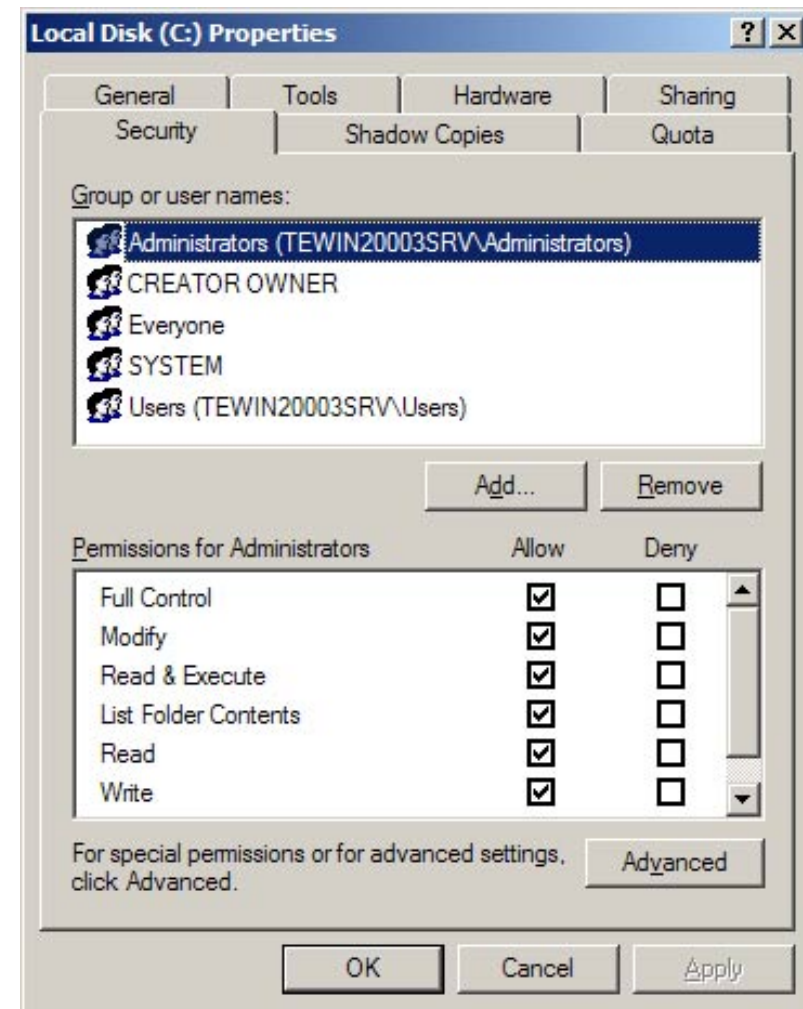 Local Disk (C:) Properties
General Tools Hardware Sharing
Security Shadow Copies Quota
Group or user names:
Administrators (TEWIN20003SRV\Administrators)
CREATOR OWNER
Everyone
SYSTEM
Users (TEWIN20003SRV\Users)
Add... Remove
Permissions for Administrators Allow Deny
Full Control
Modify
Read & Execute
List Folder Contents
Read
Write
For special permissions or for advanced settings,
click Advanced.
Advanced
OK Cancel Apply